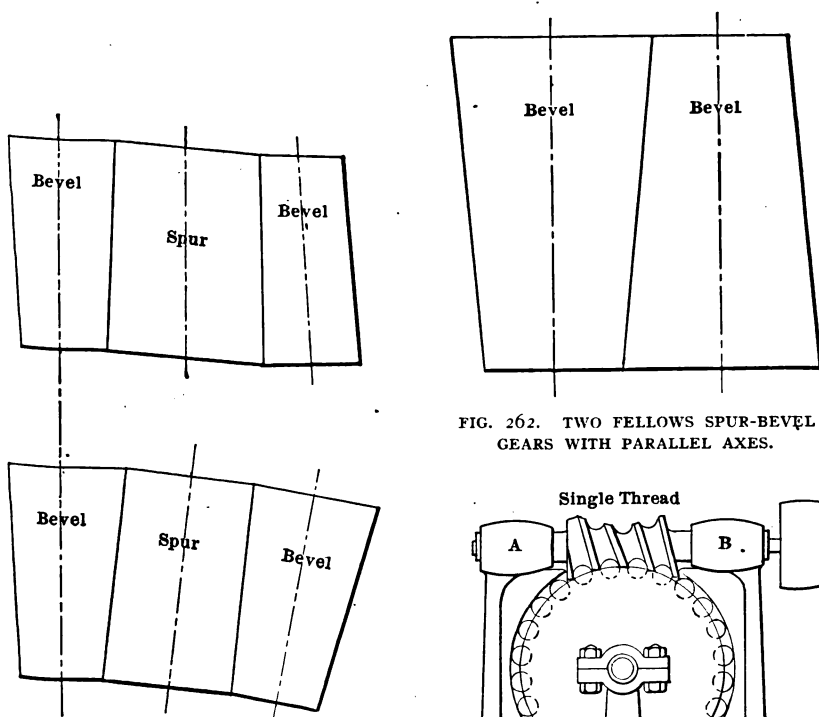 Bevel
Spur
Bevel
Bevel
Spur
Bevel
Bevel
Bevel
FIG. 262. TWO FELLOWS SPUR-BEVEL
GEARS WITH PARALLEL AXES.
Single Thread
A
B